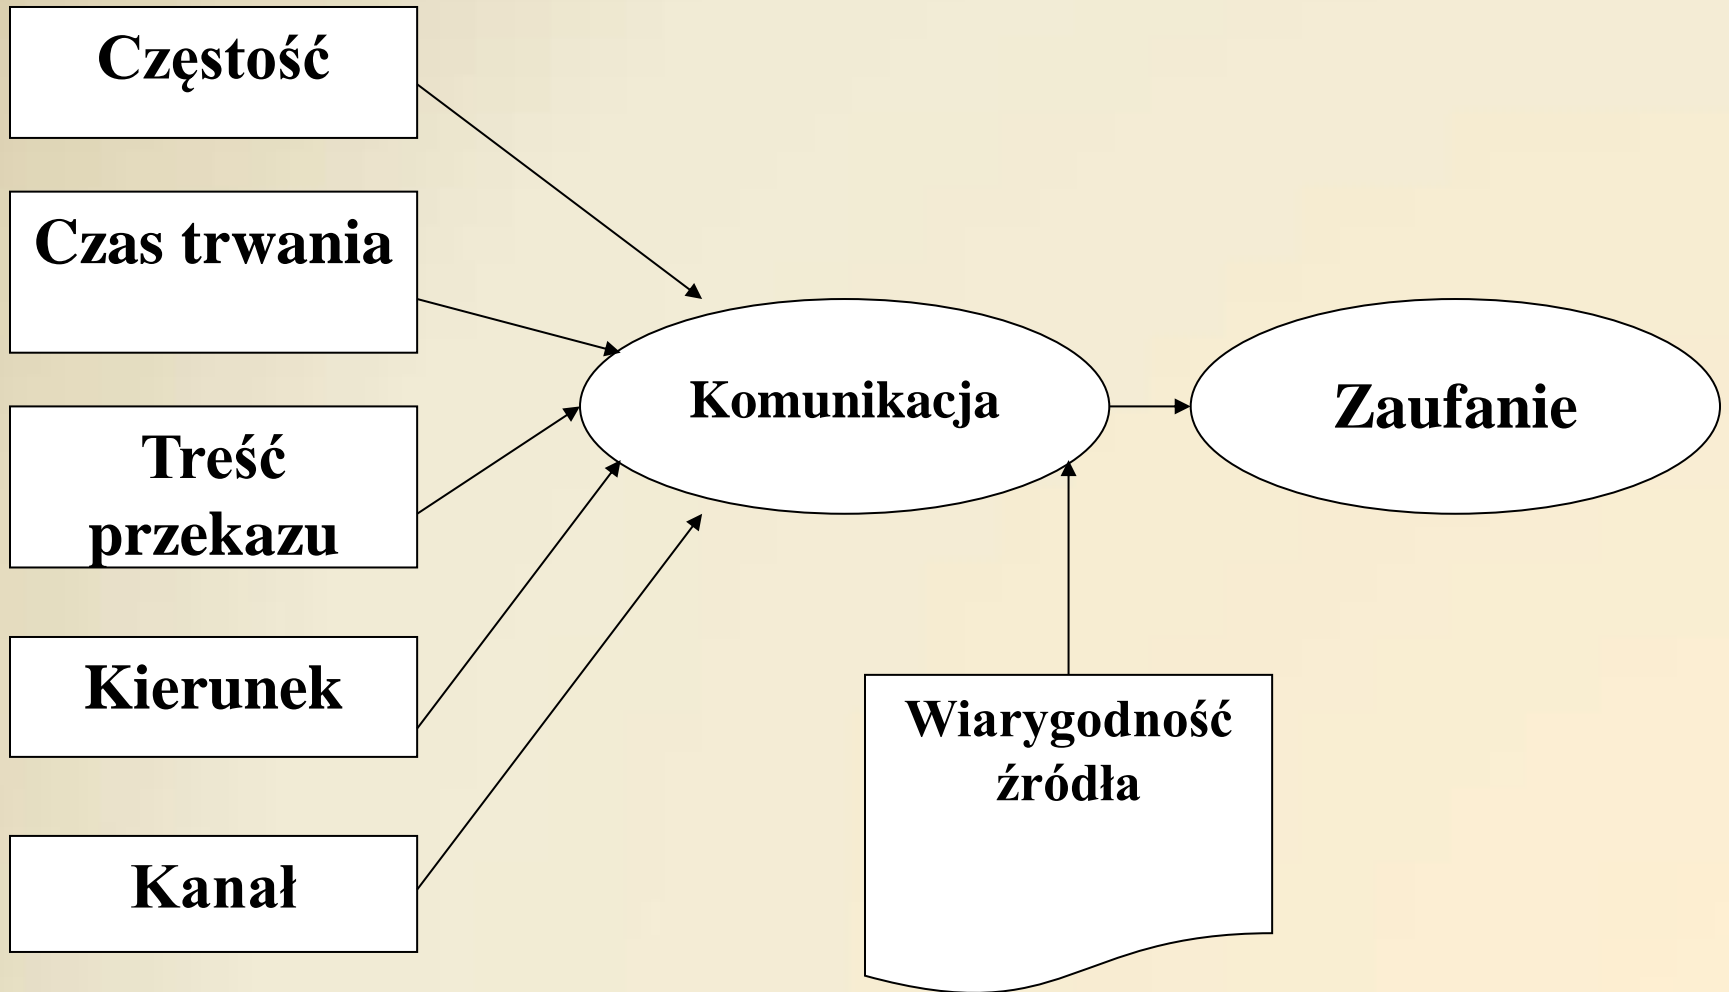 Częstość
Czas trwania
Treść
przekazu
Kierunek
Kanał
Komunikacja
Zaufanie
Wiarygodność
źródła